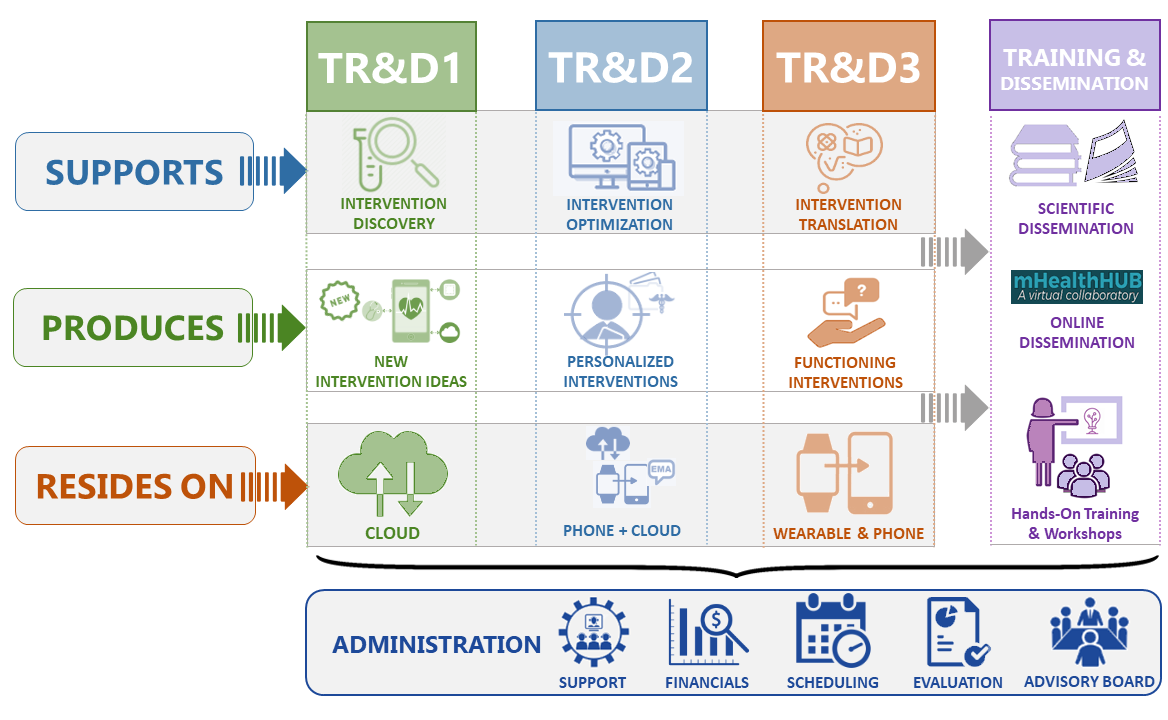 TR&D1
TR&D2
TR&D3
TRAINING &
DISSEMINATION
SUPPORTS
INTERVENTION
DISCOVERY
INTERVENTION
OPTIMIZATION
INTERVENTION
TRANSLATION
SCIENTIFIC
DISSEMINATION
PRODUCES
NEW
NEW
INTERVENTION IDEAS
PERSONALIZED
INTERVENTIONS
?
FUNCTIONING
INTERVENTIONS
mHealthHUB
A virtual collaboratory
ONLINE
DISSEMINATION
RESIDES ON
CLOUD
EMA
PHONE + CLOUD
WEARABLE & PHONE
Hands-On Training
& Workshops
ADMINISTRATION
SUPPORT
$
FINANCIALS
SCHEDULING
EVALUATION
ADVISORY BOARD